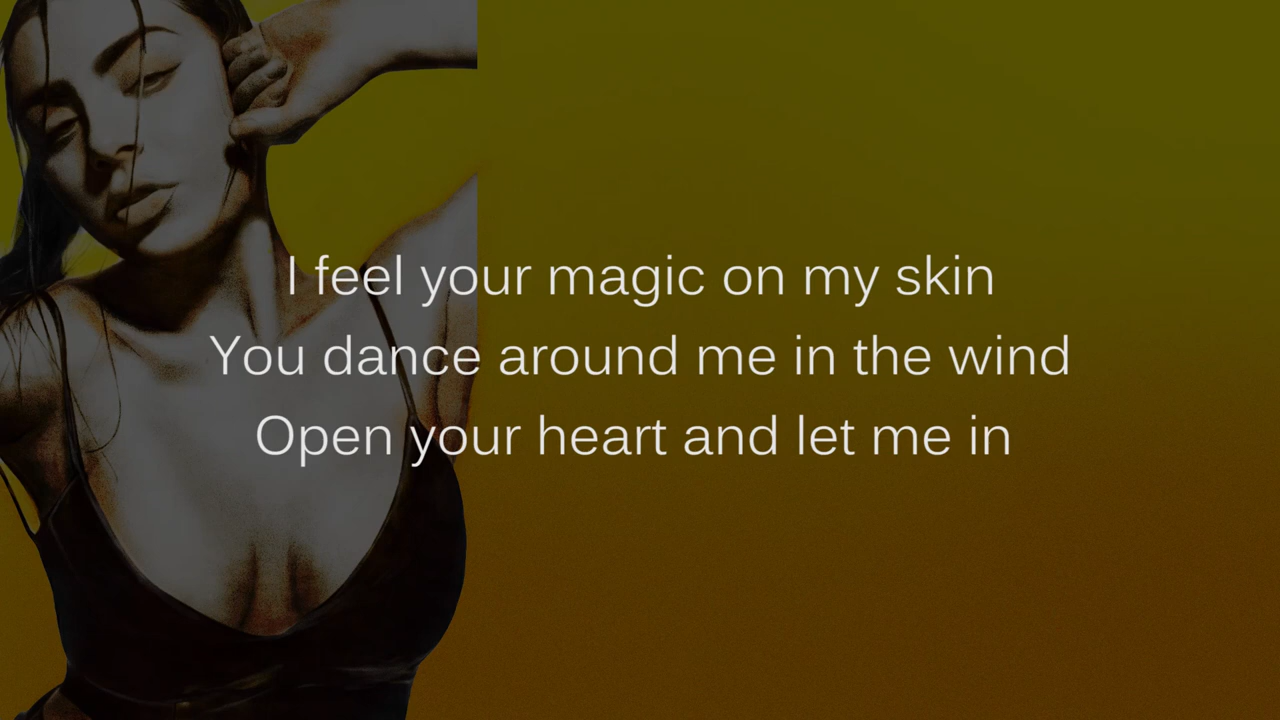 I feel your magic on my skin
You dance around me in the wind
Open your heart and let me in